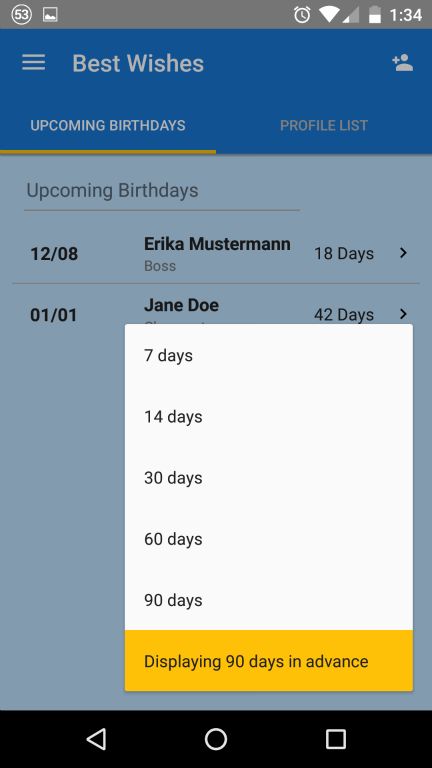 53
1:34
Best Wishes
UPCOMING BIRTHDAYS
PROFILE LIST
Upcoming Birthdays
12/08
Erika Mustermann
Boss
18 Days
01/01
Jane Doe
42 Days
7 days
14 days
30 days
60 days
90 days
Displaying 90 days in advance